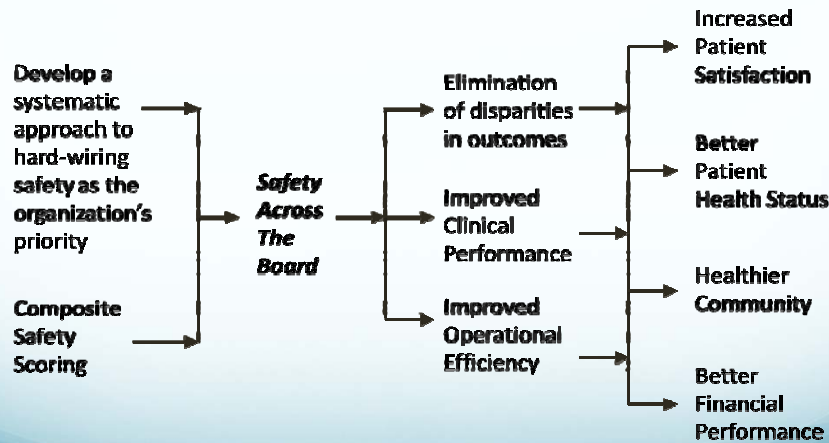 Develop a
systematic
approach to
hard-wiring
safety as the
organization's
priority
Composite
Safety
Scoring
Safety
Across
The
Board
Elimination
of disparities
in outcomes
Improved
Clinical
Performance
Improved
Operational
Efficiency
Increased
Patient
Satisfaction
Better
Patient
Health Status
Healthier
Community
Better
Financial
Performance